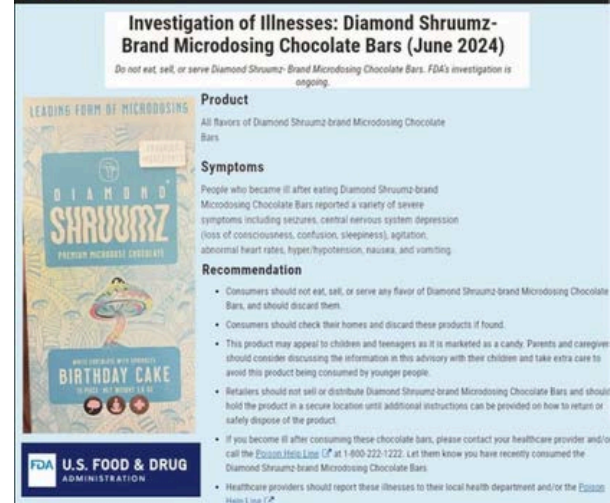 Investigation of Illnesses: Diamond Shruumz-
Brand Microdosing Chocolate Bars (June 2024)
Do not eat, sell, or serve Diamond Shruumz- Brand Microdosing Chocolate Bars. FDA's investigation is
ongoing.
LEADING FORM OF MICRODOSING
DIAMOND
SHRUUMZ
PREMIUM MICRODOSE CHOCOLATE
WHITE CHOCOLATE WITH SPRINKLES
BIRTHDAY CAKE
FDA
U.S. FOOD & DRUG
ADMINISTRATION
Product
All flavors of Diamond Shruumz-brand Microdosing Chocolate
Bars
Symptoms
People who became ill after eating Diamond Shruumz-brand
Microdosing Chocolate Bars reported a variety of severe
symptoms including seizures, central nervous system depression
(loss of consciousness, confusion, sleepiness), agitation,
abnormal heart rates, hyper/hypotension, nausea, and vomiting.
Recommendation
• Consumers should not eat, sell, or serve any flavor of Diamond Shruumz-brand Microdosing Chocolate
Bars, and should discard them.
• Consumers should check their homes and discard these products if found.
• This product may appeal to children and teenagers as it is marketed as a candy. Parents and caregiver
should consider discussing the information in this advisory with their children and take extra care to
avoid this product being consumed by younger people.
• Retailers should not sell or distribute Diamond Shruumz-brand Microdosing Chocolate Bars and should
hold the product in a secure location until additional instructions can be provided on how to return or
safely dispose of the product.
• If you become ill after consuming these chocolate bars, please contact your healthcare provider and/o
call the Poison Help Line at 1-800-222-1222. Let them know you have recently consumed the
Diamond Shruumz-brand Microdosing Chocolate Bars.
• Healthcare providers should report these illnesses to their local health department and/or the Poison
Help Line